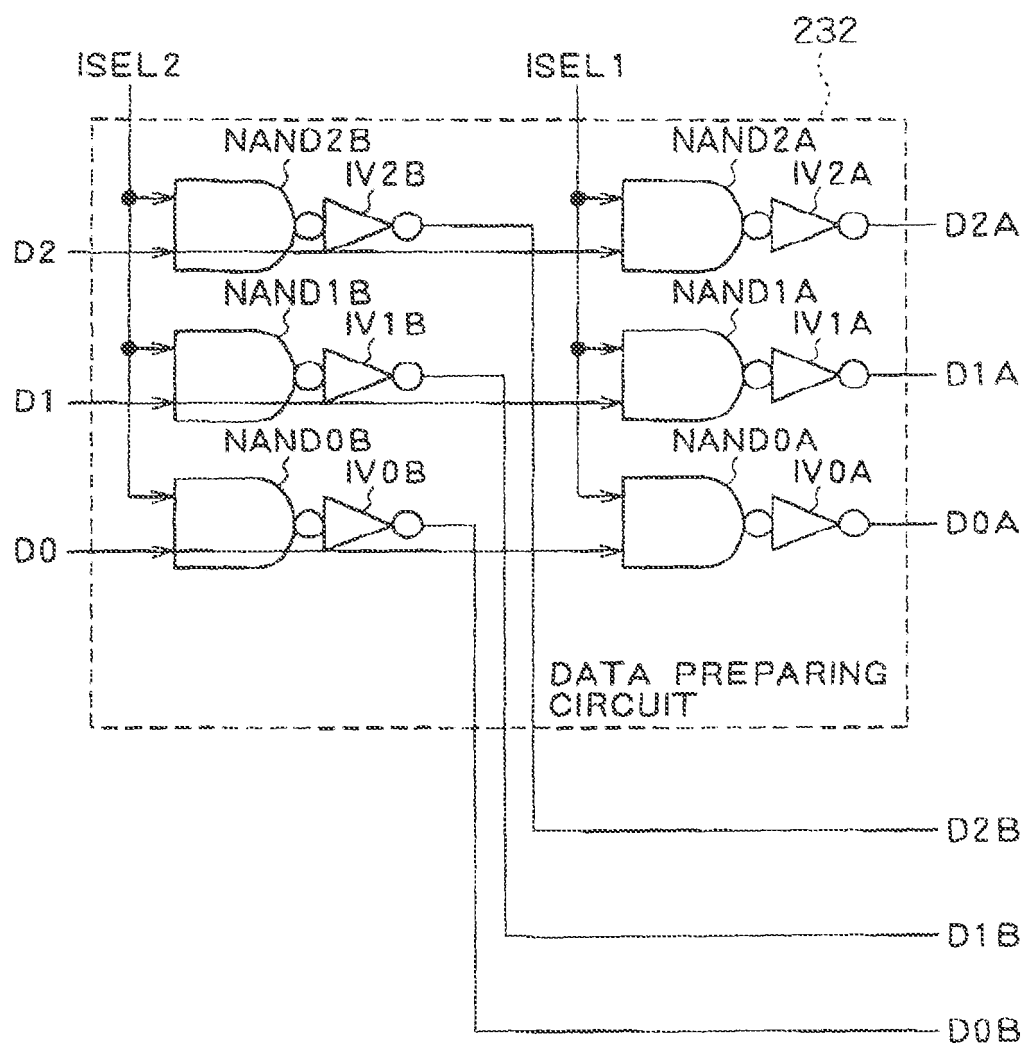 232
ISEL2
ISEL1
NAND2B
NAND2A
IV2B
IV2A
D2
D2A
NAND1B
NAND1A
IV1B
IV1A
D1
D1A
NAND0B
NAND0A
IV0B
IV0A
D0
D0A
DATA PREPARING
CIRCUIT
D2B
D1B
D0B